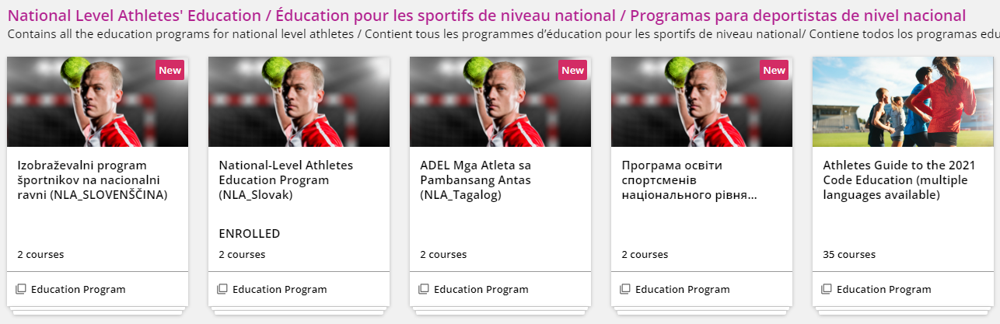 National Level Athletes' Education / Éducation pour les sportifs de niveau national / Programas para deportistas de nivel nacional
Contains all the education programs for national level athletes / Contient tous les programmes d’éducation pour les sportifs de niveau national/ Contiene todos los programas edu
New
Izobraževalni program
športnikov na nacionalni
ravni (NLA_SLOVENŠČINA)
2 courses
Education Program
National-Level Athletes
Education Program
(NLA_Slovak)
ENROLLED
2 courses
Education Program
New
ADEL Mga Atleta sa
Pambansang Antas
(NLA_Tagalog)
2 courses
Education Program
New
Програма освіти
спортсменів
національного рівня...
2 courses
Education Program
Athletes Guide to the 2021
Code Education (multiple
languages available)
35 courses
Education Program